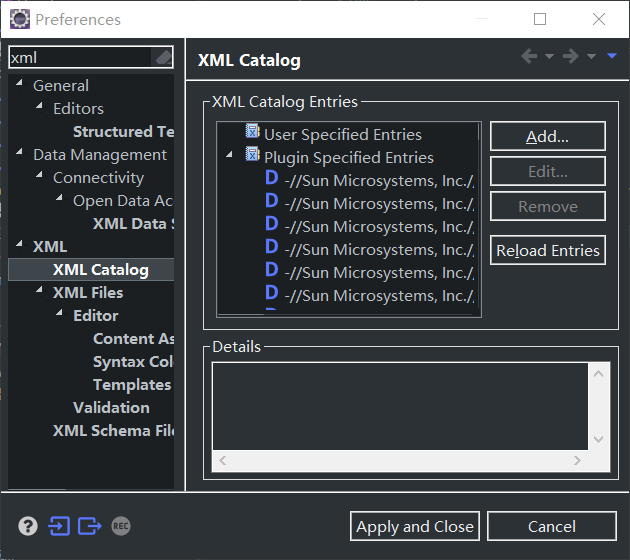 Preferences
xml
General
Editors
Structured Te
Data Management
Connectivity
Open Data Ac
XML Data S
XML
XML Catalog
XML Files
Editor
Content As
Syntax Col
Templates
Validation
XML Schema File
XML Catalog
XML Catalog Entries
User Specified Entries
Plugin Specified Entries
D -//Sun Microsystems, Inc.//
D -//Sun Microsystems, Inc.//
D -//Sun Microsystems, Inc.//
D -//Sun Microsystems, Inc.//
D -//Sun Microsystems, Inc.//
D -//Sun Microsystems, Inc.//
Add...
Edit...
Remove
Reload Entries
Details
? REC
Apply and Close
Cancel